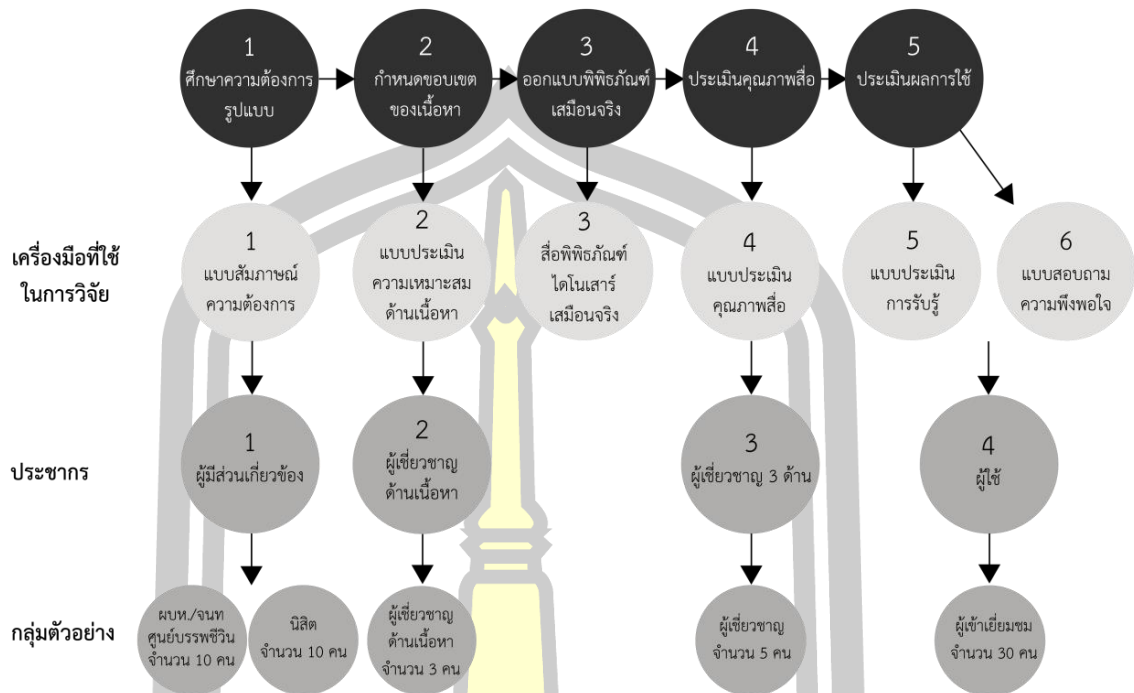 1
ศึกษาความต้องการ
รูปแบบ
2
กำหนดขอบเขต
ของเนื้อหา
3
ออกแบบพิพิธภัณฑ์
เสมือนจริง
4
ประเมินคุณภาพสื่อ
5
ประเมินผลการใช้
เครื่องมือที่ใช้
ในการวิจัย
1
แบบสัมภาษณ์
ความต้องการ
2
แบบประเมิน
ความเหมาะสม
ด้านเนื้อหา
3
สื่อพิพิธภัณฑ์
ไดโนเสาร์
เสมือนจริง
4
แบบประเมิน
คุณภาพสื่อ
5
แบบประเมิน
การรับรู้
6
แบบสอบถาม
ความพึงพอใจ
ประชากร
1
ผู้มีส่วนเกี่ยวข้อง
2
ผู้เชี่ยวชาญ
ด้านเนื้อหา
3
ผู้เชี่ยวชาญ 3 ด้าน
4
ผู้ใช้
กลุ่มตัวอย่าง
ผบห./จนท
ศูนย์บรรพชีวิน
จำนวน 10 คน
นิสิต
จำนวน 10 คน
ผู้เชี่ยวชาญ
ด้านเนื้อหา
จำนวน 3 คน
ผู้เชี่ยวชาญ
จำนวน 5 คน
ผู้เข้าเยี่ยมชม
จำนวน 30 คน